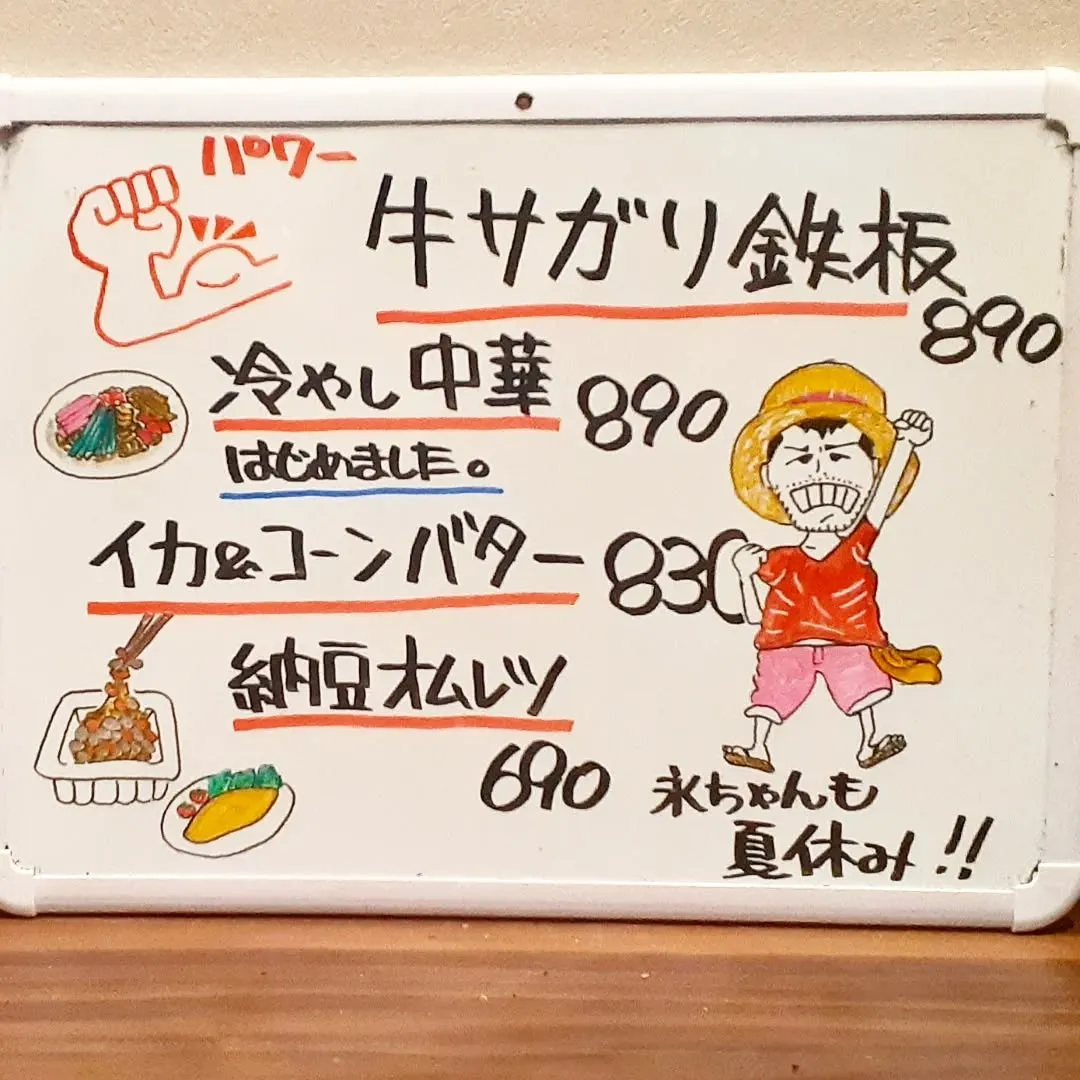 パワー
牛サガリ鉄板
890
冷やし中華 890
はじめました。
イカ&コーンバター 830
納豆オムレツ
690
永ちゃんも
夏休み!!